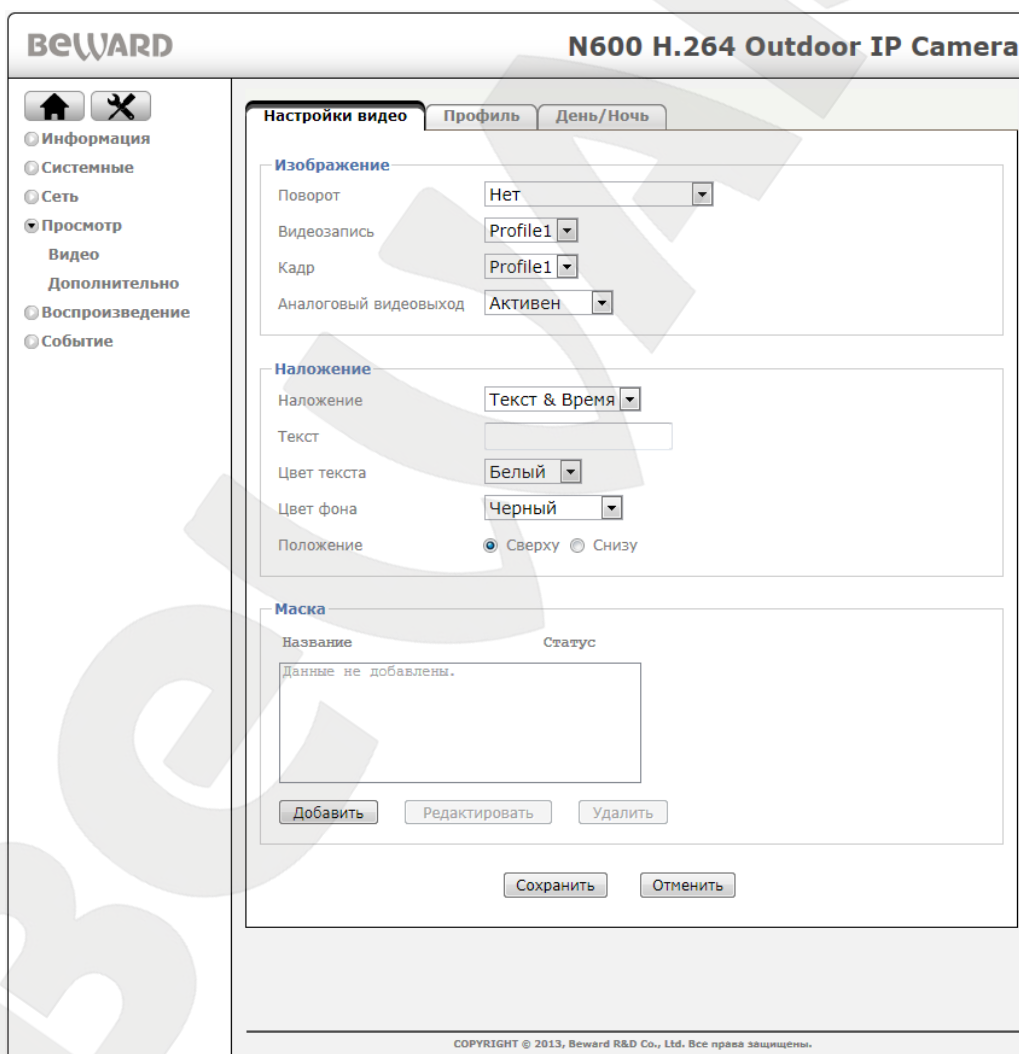 BEWARD
N600 H.264 Outdoor IP Camera
Информация
Системные
Сеть
Просмотр
Видео
Дополнительно
Воспроизведение
Событие
Настройки видео Профиль День/Ночь
Изображение
Поворот Нет
Видеозапись Profile1
Кадр Profile1
Аналоговый видеовыход Активен
Наложение
Наложение Текст & Время
Текст
Цвет текста Белый
Цвет фона Черный
Положение Сверху Снизу
Маска
Название Статус
Данные не добавлены.
Добавить Редактировать Удалить
Сохранить Отменить
COPYRIGHT © 2013, Beward R&D Co., Ltd. Все права защищены.